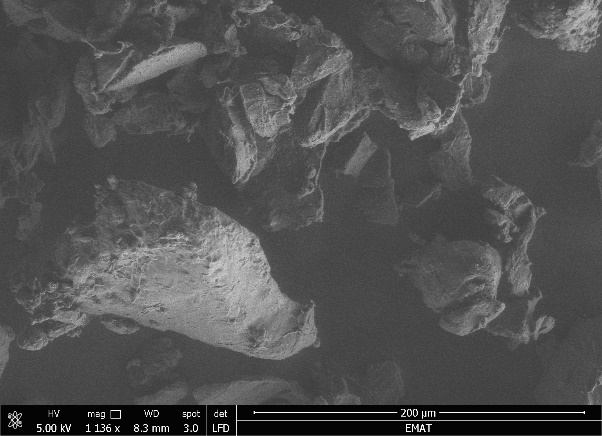 HV mag WD spot det 200 µm
5.00 kV 1 136 x 8.3 mm 3.0 LFD EMAT